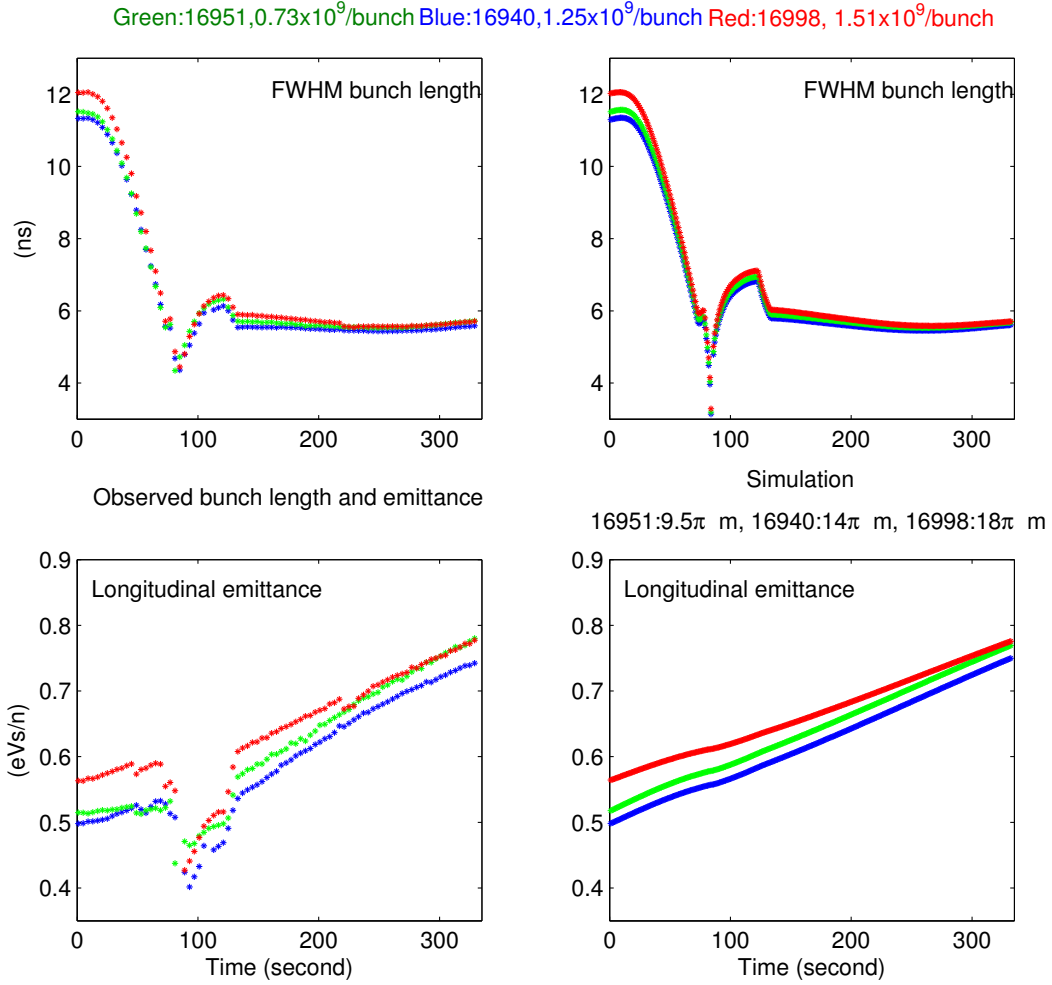 Green:16951,0.73x10⁹/bunch Blue:16940,1.25x10⁹/bunch Red:16998, 1.51x10⁹/bunch
FWHM bunch length
12
10
8
6
4
(ns)
0 100 200 300
FWHM bunch length
12
10
8
6
4
0 100 200 300
Simulation
Observed bunch length and emittance
16951:9.5π m, 16940:14π m, 16998:18π m
Longitudinal emittance
0.9
0.8
0.7
0.6
0.5
0.4
(eVs/n)
0 100 200 300
Time (second)
Longitudinal emittance
0.9
0.8
0.7
0.6
0.5
0.4
0 100 200 300
Time (second)